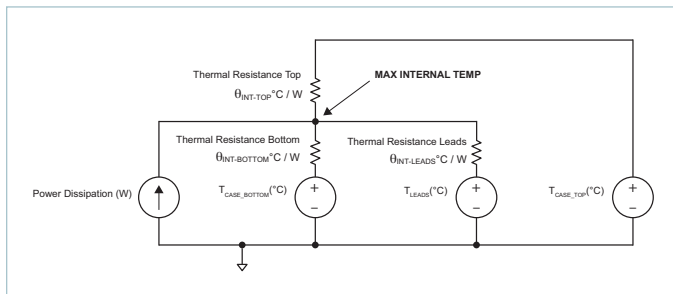 Thermal Resistance Top
θINT-TOP°C / W
MAX INTERNAL TEMP
Thermal Resistance Bottom
θINT-BOTTOM°C / W
Thermal Resistance Leads
θINT-LEADS°C / W
Power Dissipation (W)
TCASE_BOTTOM(°C)
+
–
TLEADS(°C)
+
–
TCASE_TOP(°C)
+
–